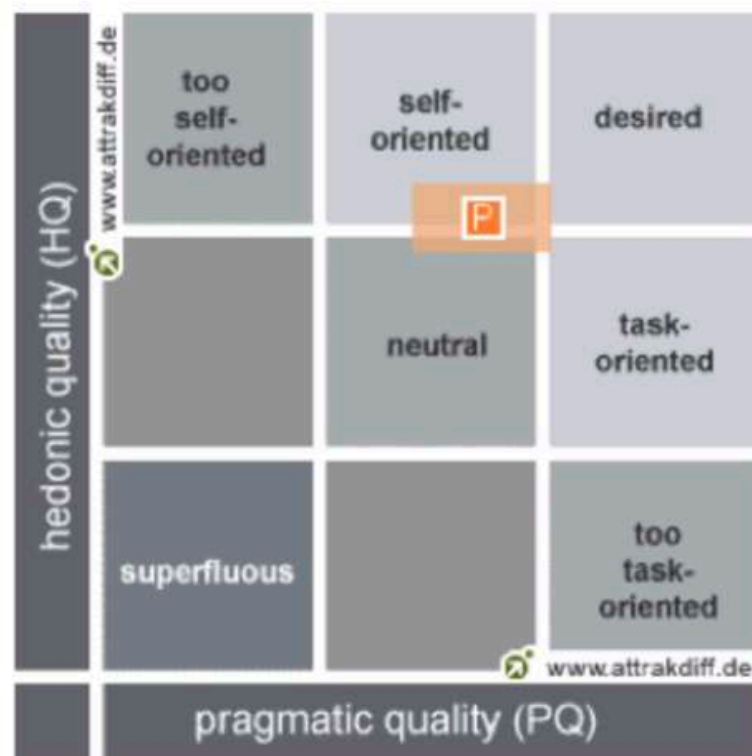 www.attrakdiff.de
hedonic quality (HQ)
too
self-
oriented
self-
oriented
desired
P
neutral
task-
oriented
superfluous
too
task-
oriented
www.attrakdiff.de
pragmatic quality (PQ)